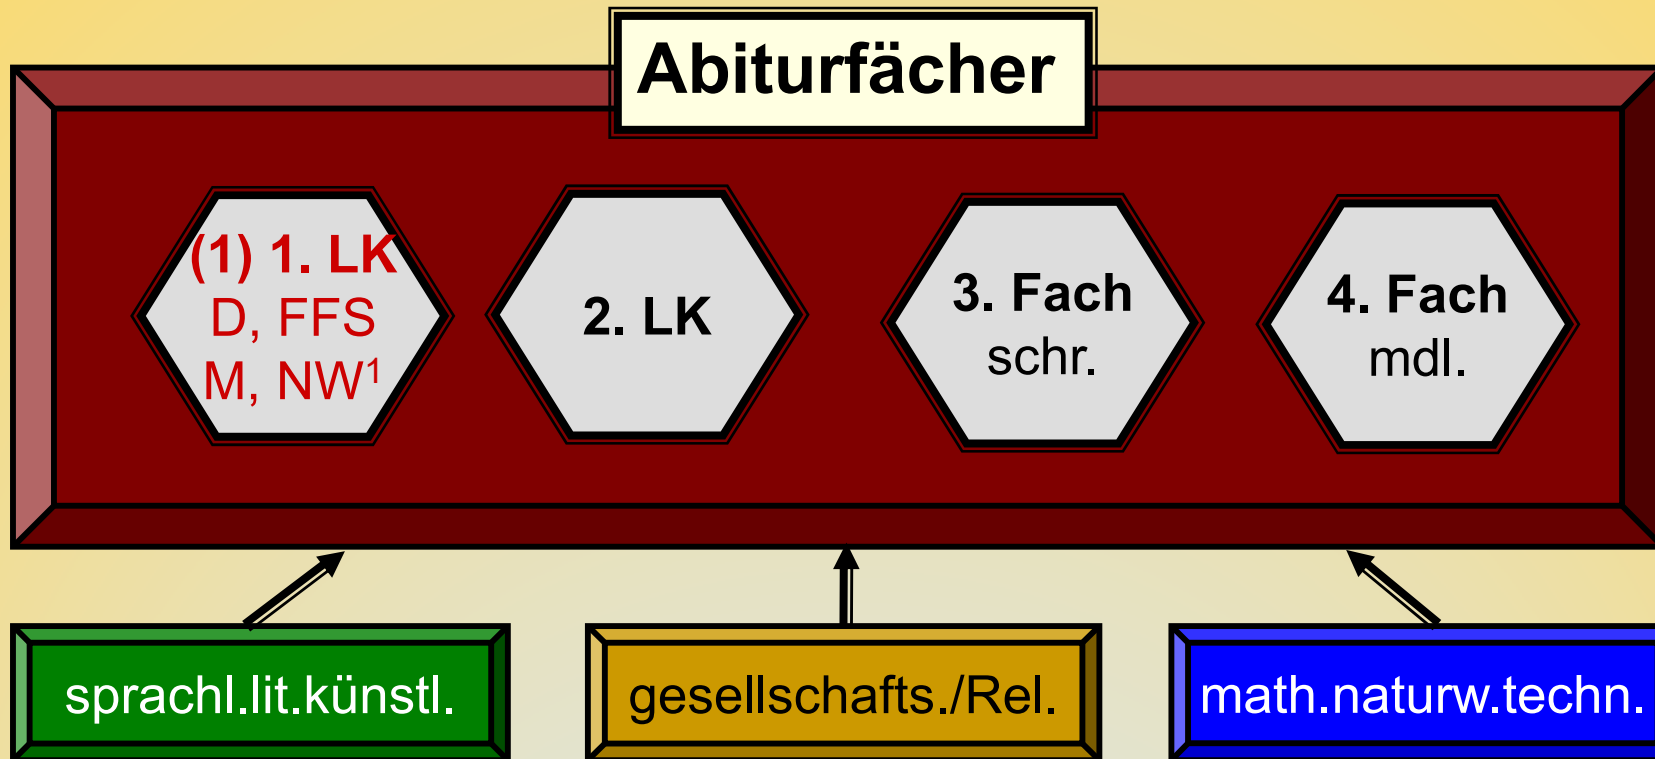 Abiturfächer
(1) 1. LK
D, FFS
M, NW¹
2. LK
3. Fach
schr.
4. Fach
mdl.
sprachl.lit.künstl.
gesellschafts./Rel.
math.naturw.techn.